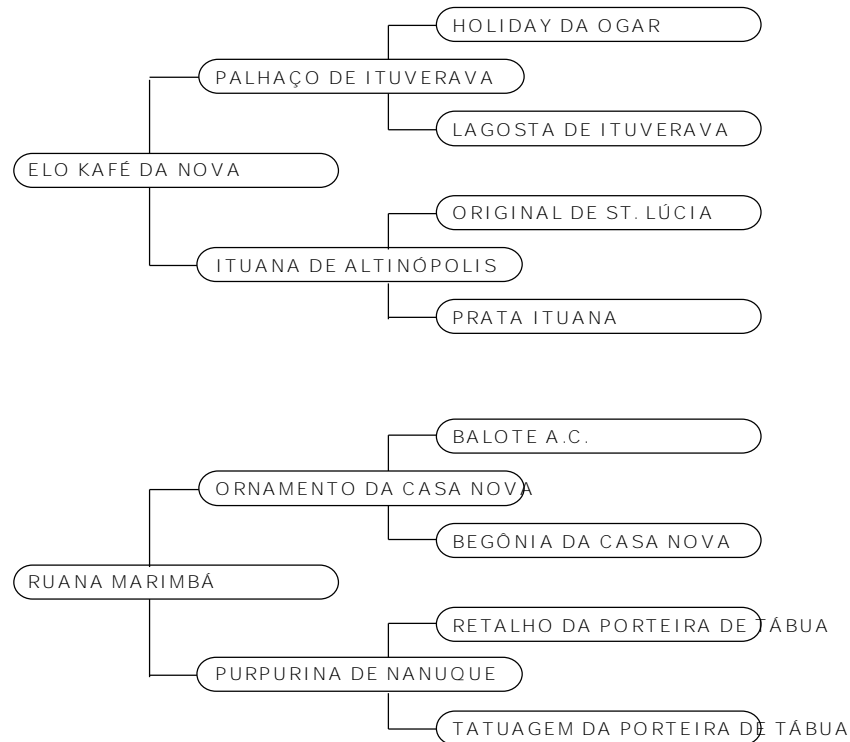 HOLIDAY DA OGAR
PALHAÇO DE ITUVERAVA
LAGOSTA DE ITUVERAVA
ELO KAFÉ DA NOVA
ORIGINAL DE ST. LÚCIA
ITUANA DE ALTINÓPOLIS
PRATA ITUANA
BALOTE A.C.
ORNAMENTO DA CASA NOVA
BEGÔNIA DA CASA NOVA
RUANA MARIMBÁ
RETALHO DA PORTEIRA DE TÁBUA
PURPURINA DE NANUQUE
TATUAGEM DA PORTEIRA DE TÁBUA